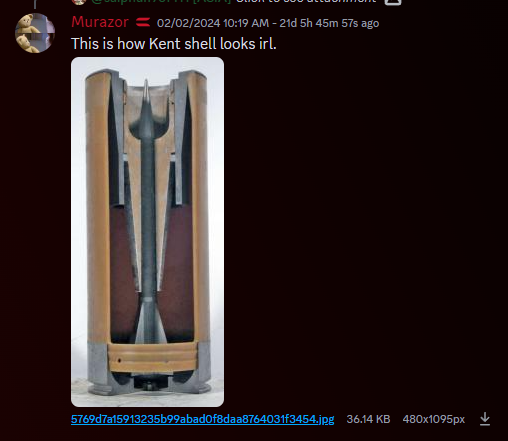 Click to see attachment
Murazor 02/02/2024 10:19 AM - 21d 5h 45m 57s ago
This is how Kent shell looks irl.
5769d7a15913235b99abad0f8daa8764031f3454.jpg 36.14 KB 480x1095px